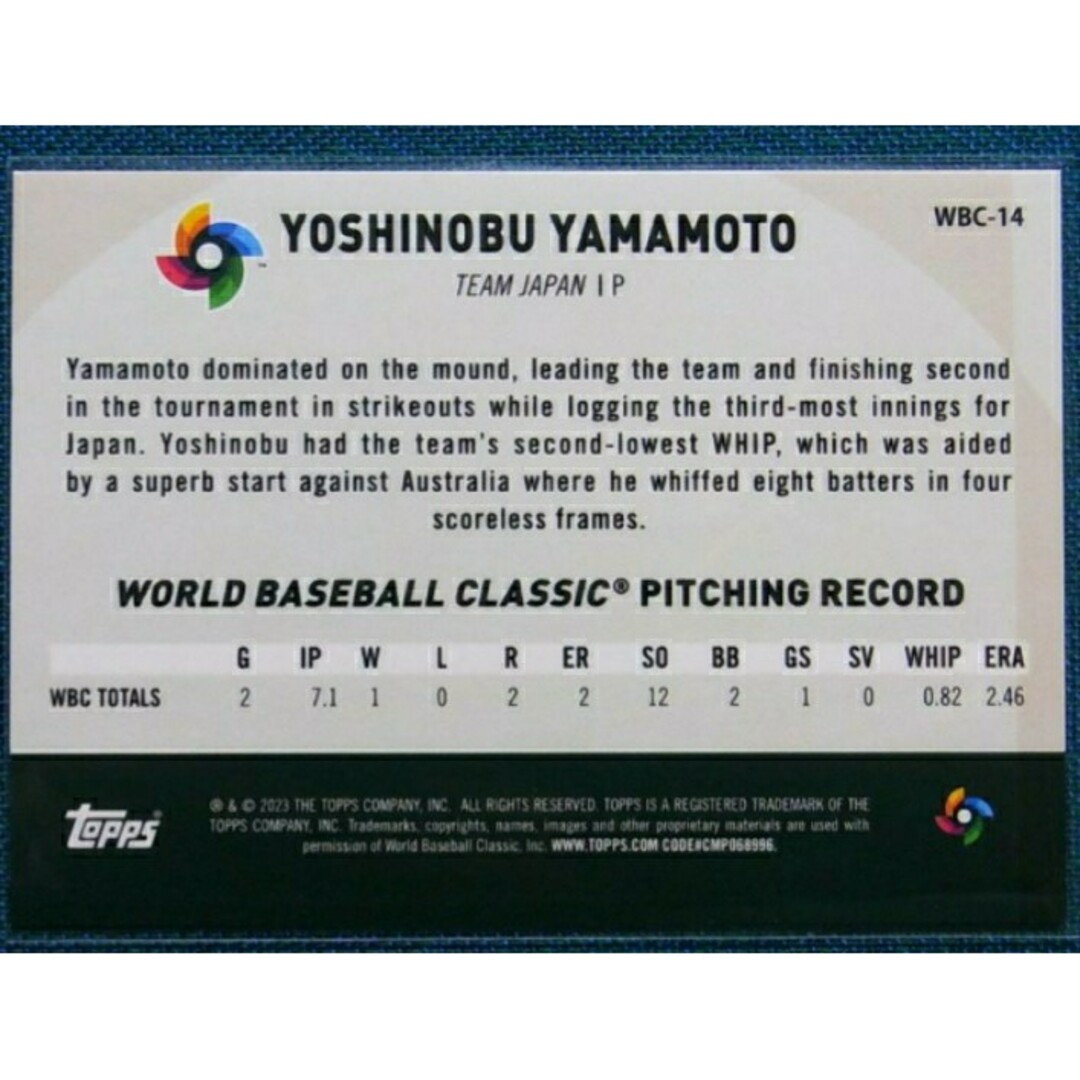 YOSHINOBU YAMAMOTO
WBC-14
TEAM JAPAN | P
Yamamoto dominated on the mound, leading the team and finishing second
in the tournament in strikeouts while logging the third-most innings for
Japan. Yoshinobu had the team's second-lowest WHIP, which was aided
by a superb start against Australia where he whiffed eight batters in four
scoreless frames.
WORLD BASEBALL CLASSIC® PITCHING RECORD
G IP W L R ER SO BB GS SV WHIP ERA
WBC TOTALS 2 7.1 1 0 2 2 12 2 1 0 0.82 2.46
topps
® & © 2023 THE TOPPS COMPANY, INC. ALL RIGHTS RESERVED. TOPPS IS A REGISTERED TRADEMARK OF THE
TOPPS COMPANY, INC. Trademarks, copyrights, names, images and other proprietary materials are used with
permission of World Baseball Classic, Inc. WWW.TOPPS.COM CODE#CMP068996.